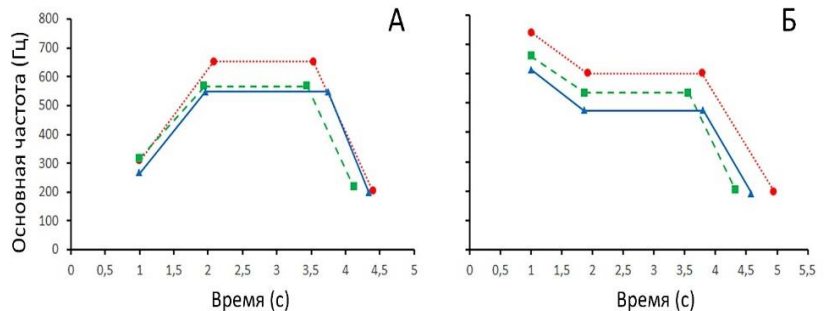 А
Б
Основная частота (Гц)
800
700
600
500
400
300
200
100
0
0 0,5 1 1,5 2 2,5 3 3,5 4 4,5 5
0 0,5 1 1,5 2 2,5 3 3,5 4 4,5 5 5,5
Время (с)
Время (с)